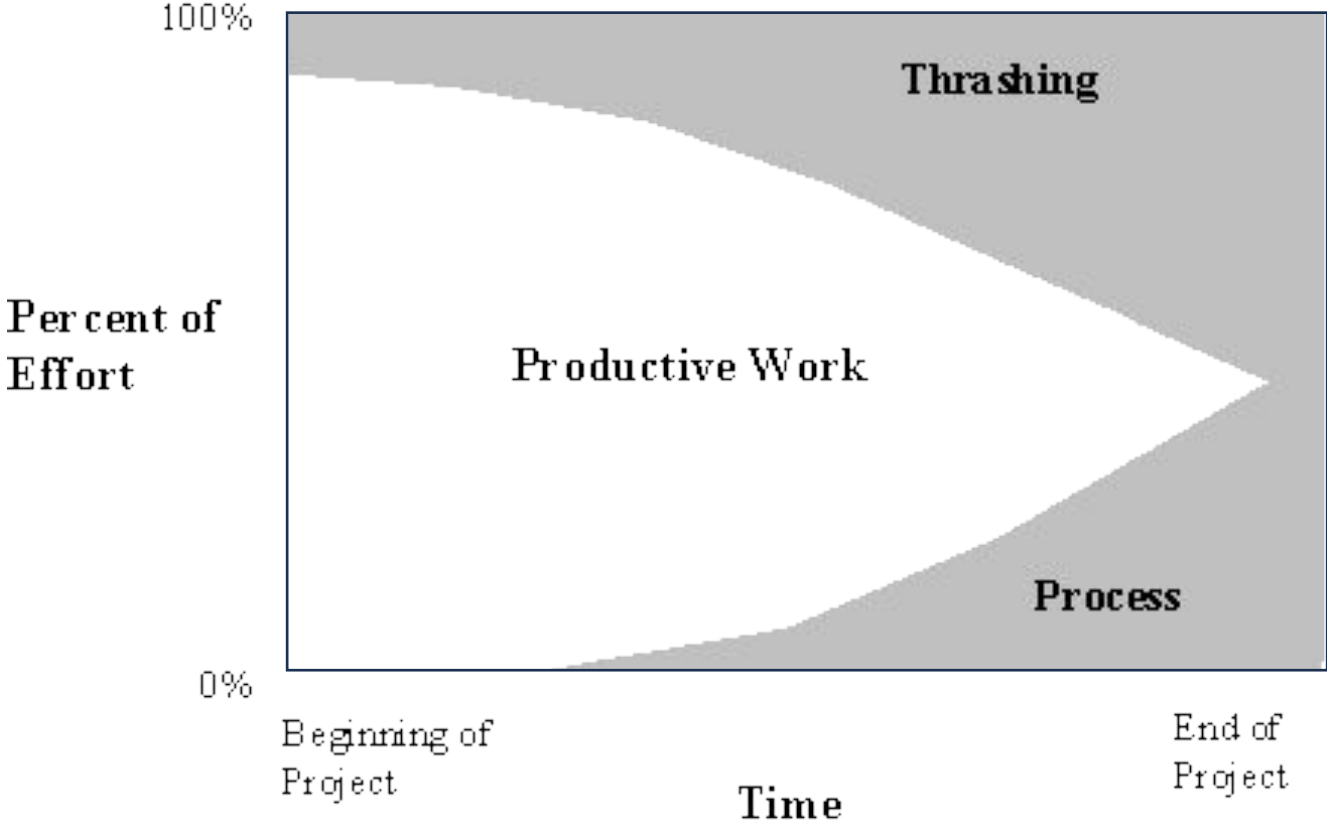 100%
Thrashing
Percent of
Effort
Productive Work
Process
0%
Beginning of
Project
End of
Project
Time